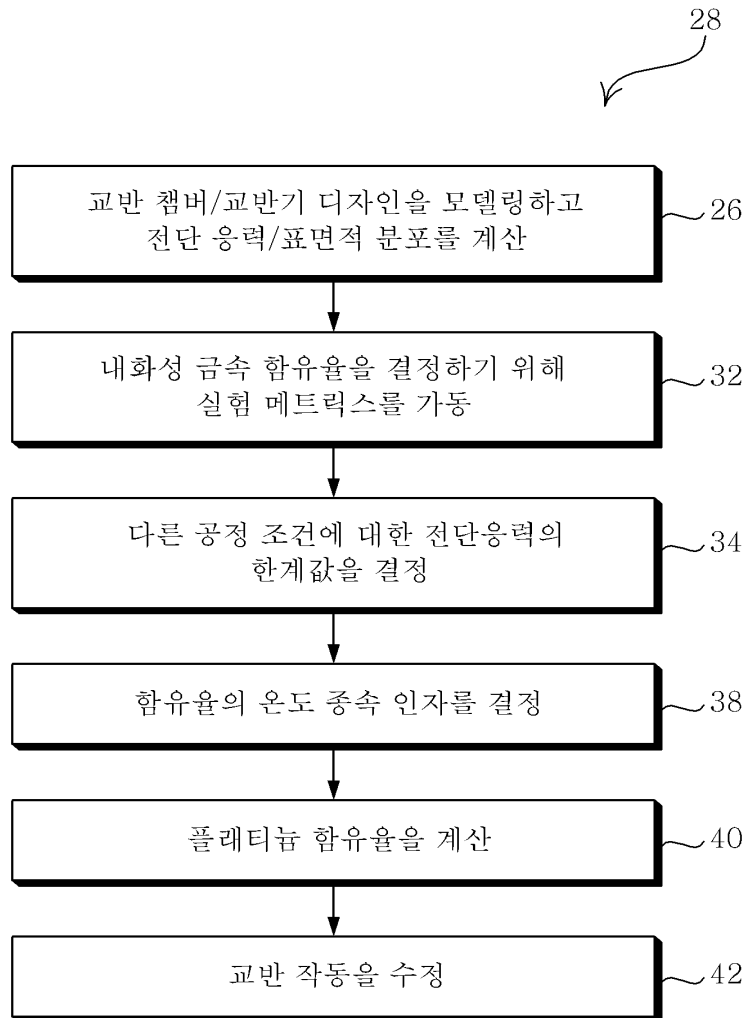 28
교반 챔버/교반기 디자인을 모델링하고
전단 응력/표면적 분포를 계산
26
내화성 금속 함유율을 결정하기 위해
실험 메트릭스를 가동
32
다른 공정 조건에 대한 전단응력의
한계값을 결정
34
함유율의 온도 종속 인자를 결정
38
플래티늄 함유율을 계산
40
교반 작동을 수정
42